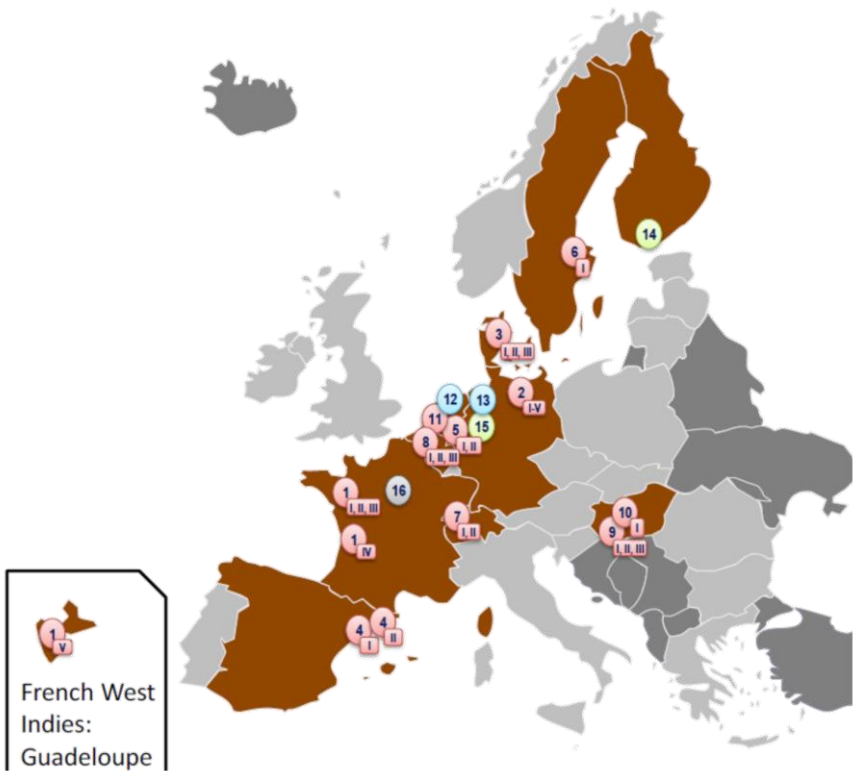 14
6
I
3
I, II, III
12
13
2
I-V
11
5
15
8
I, II
I, II, III
1
I, II, III
16
7
I, II
10
I
9
I, II, III
1
IV
4
I
4
II
1
V
French West
Indies:
Guadeloupe